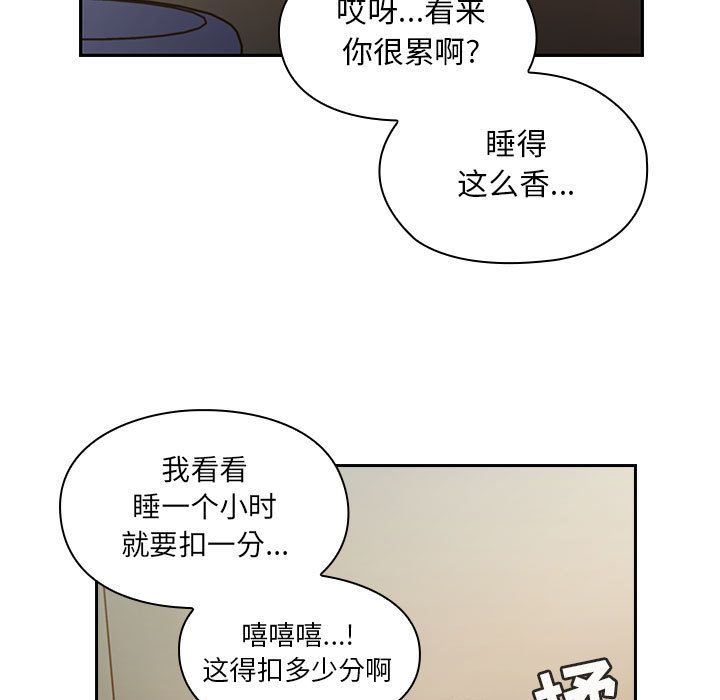 哎呀...看来
你很累啊?
睡得
这么香...
我看看
睡一个小时
就要扣一分...
嘻嘻嘻...!
这得扣多少分啊